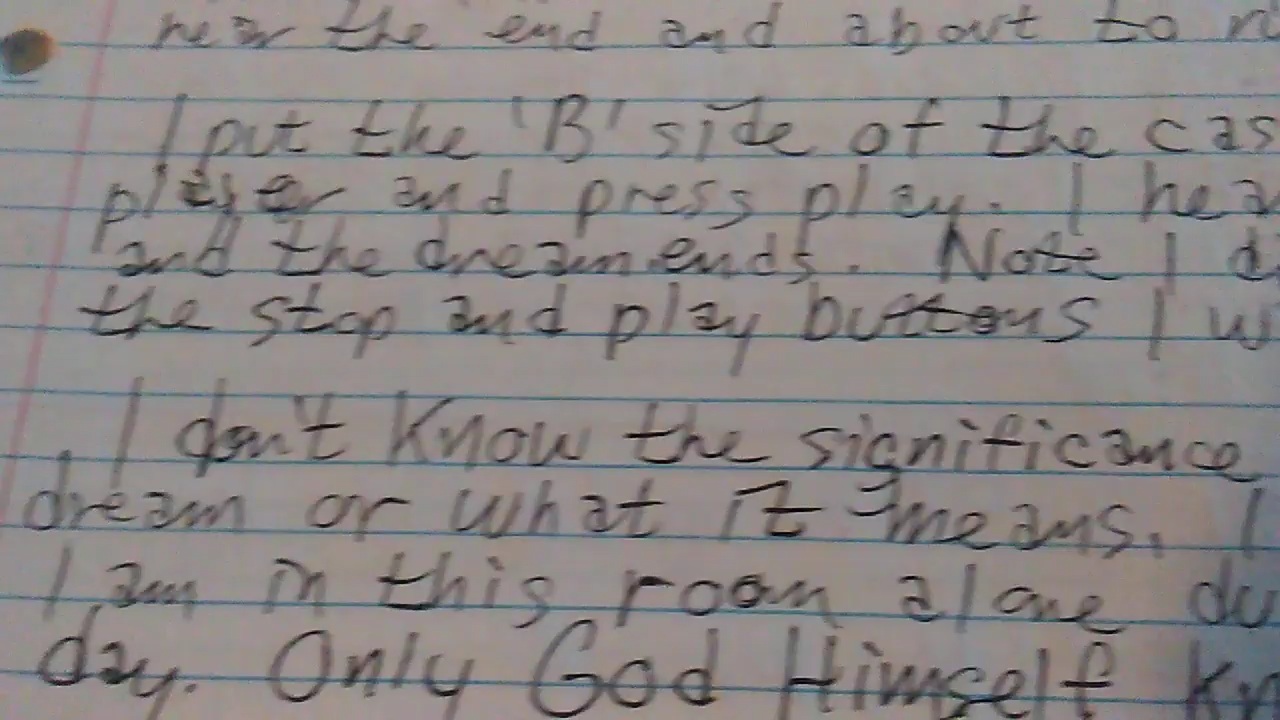 near the end and about to
I put the 'B' side of the cas
player and press play. I hea
and the dream ends. Note I d
the stop and play buttons I w
I don't know the significance
dream or what it means. I
I am in this room alone du
day. Only God Himself kn